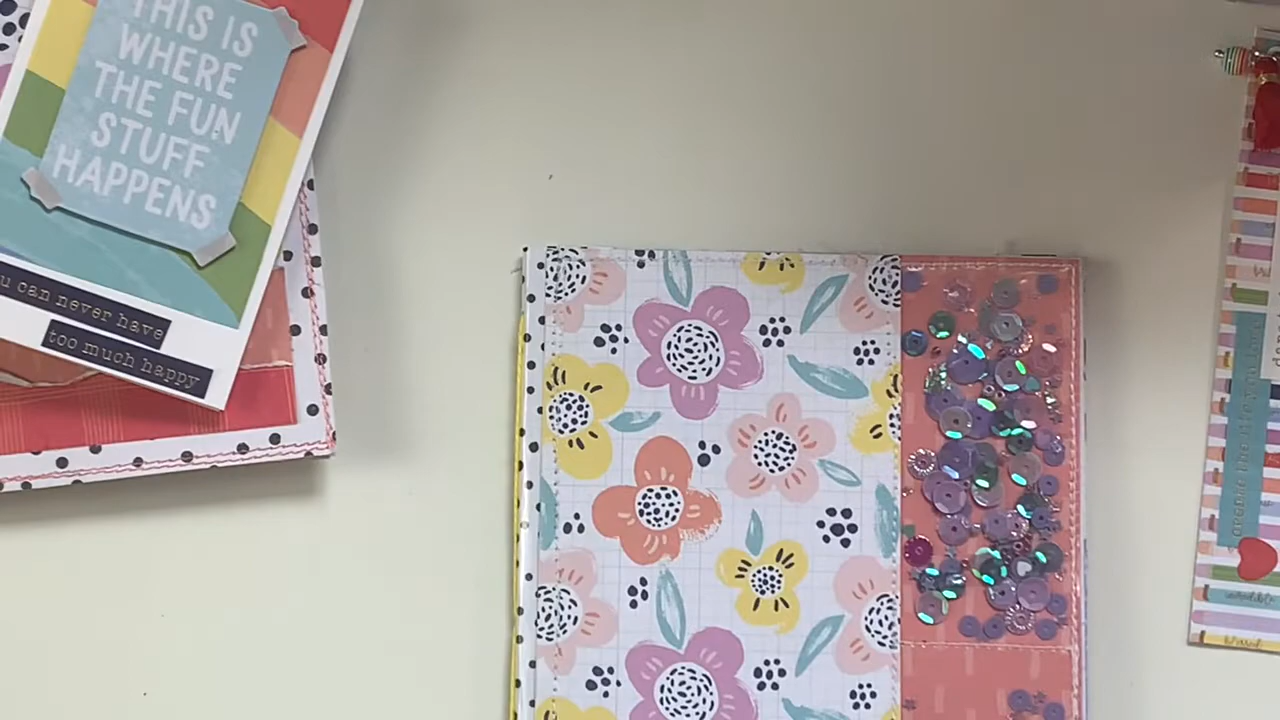 THIS IS
WHERE
THE FUN
STUFF
HAPPENS
u can never have
too much happy